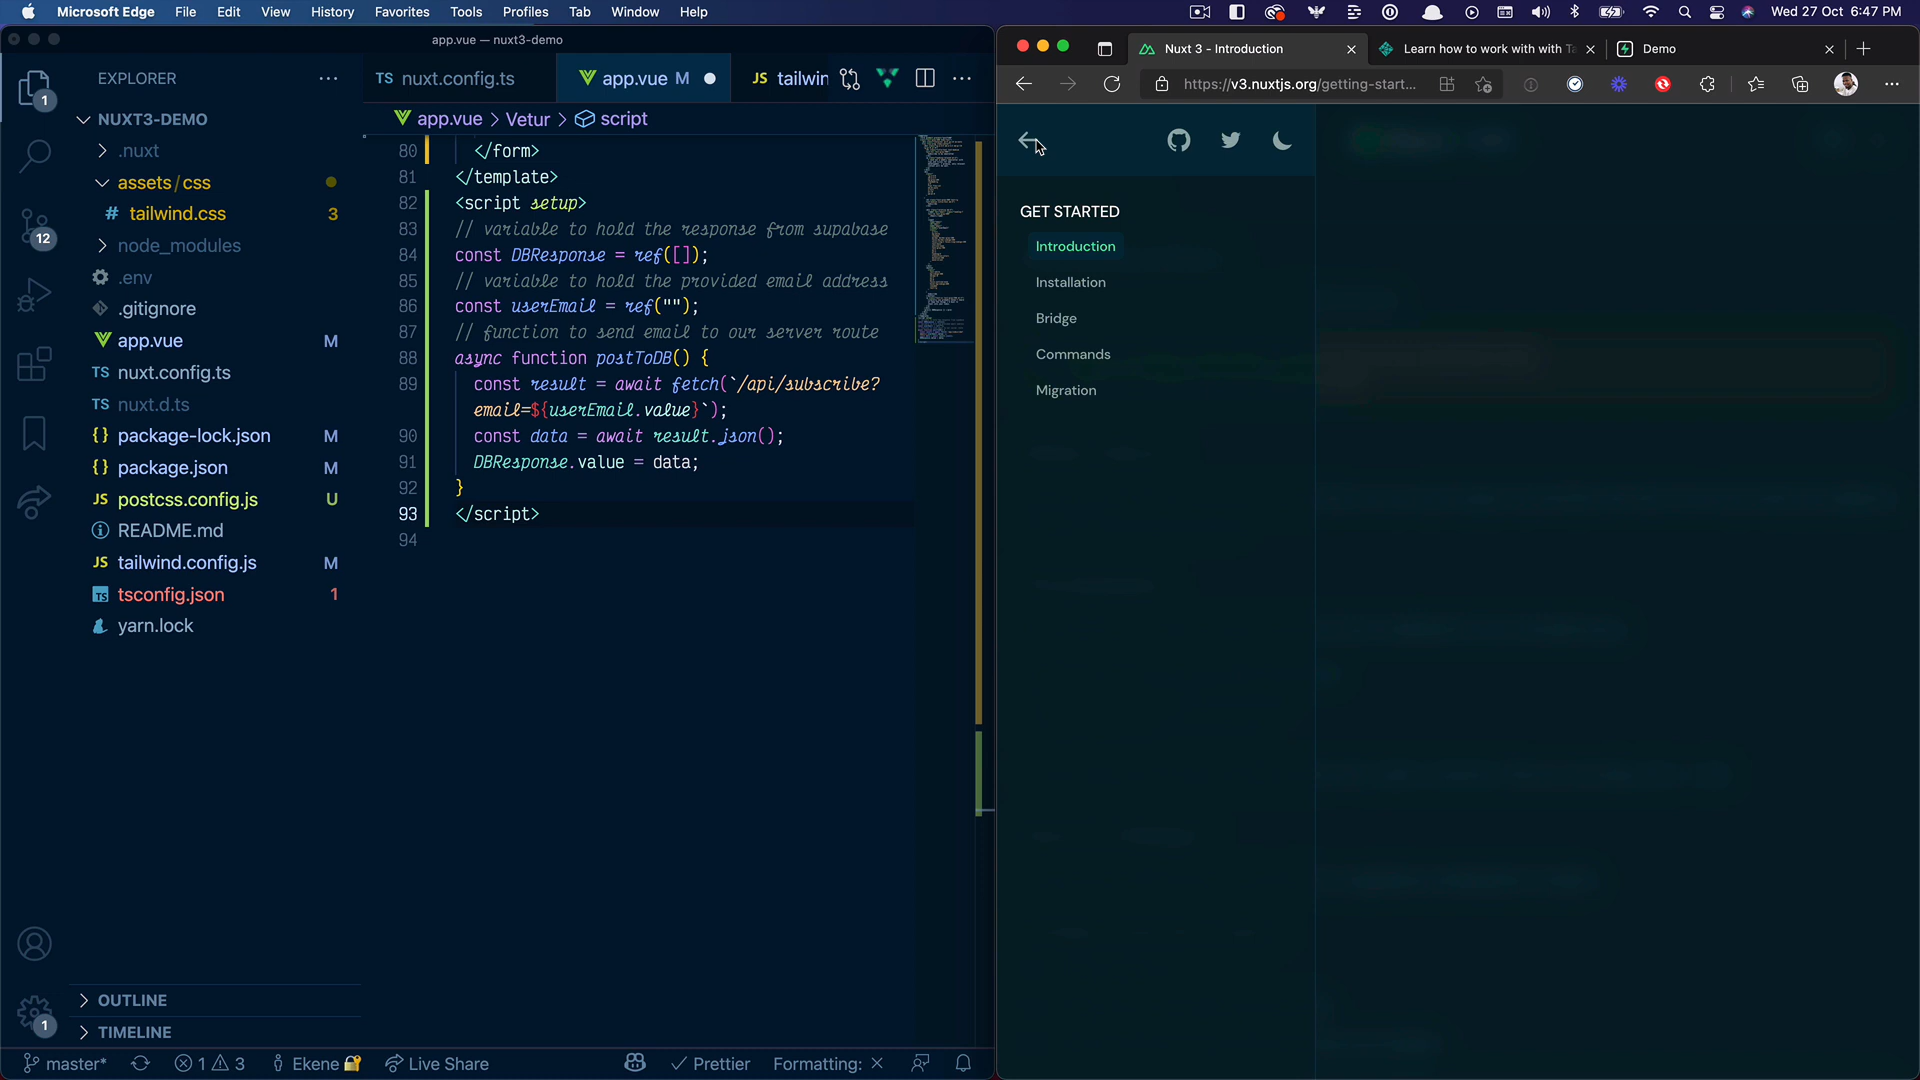 Microsoft Edge File Edit View History Favorites Tools Profiles Tab Window Help Wed 27 Oct 6:47 PM
app.vue — nuxt3-demo
EXPLORER
1
NUXT3-DEMO
.nuxt
assets/css
# tailwind.css 3
node_modules
12
.env
.gitignore
app.vue M
TS nuxt.config.ts
TS nuxt.d.ts
{} package-lock.json M
{} package.json M
JS postcss.config.js U
README.md
JS tailwind.config.js M
TS tsconfig.json 1
yarn.lock
OUTLINE
1
TIMELINE
TS nuxt.config.ts app.vue M JS tailwin
app.vue > Vetur > script
80 </form>
81 </template>
82 <script setup>
83 // variable to hold the response from supabase
84 const DBResponse = ref([]);
85 // variable to hold the provided email address
86 const userEmail = ref("");
87 // function to send email to our server route
88 async function postToDB() {
89 const result = await fetch(`/api/subscribe?
email=${userEmail.value}`);
90 const data = await result.json();
91 DBResponse.value = data;
92 }
93 </script>
94
master* 1 3 Ekene Live Share Prettier Formatting: ×
Nuxt 3 - Introduction Learn how to work with with Ta Demo
https://v3.nuxtjs.org/getting-start...
GET STARTED
Introduction
Installation
Bridge
Commands
Migration